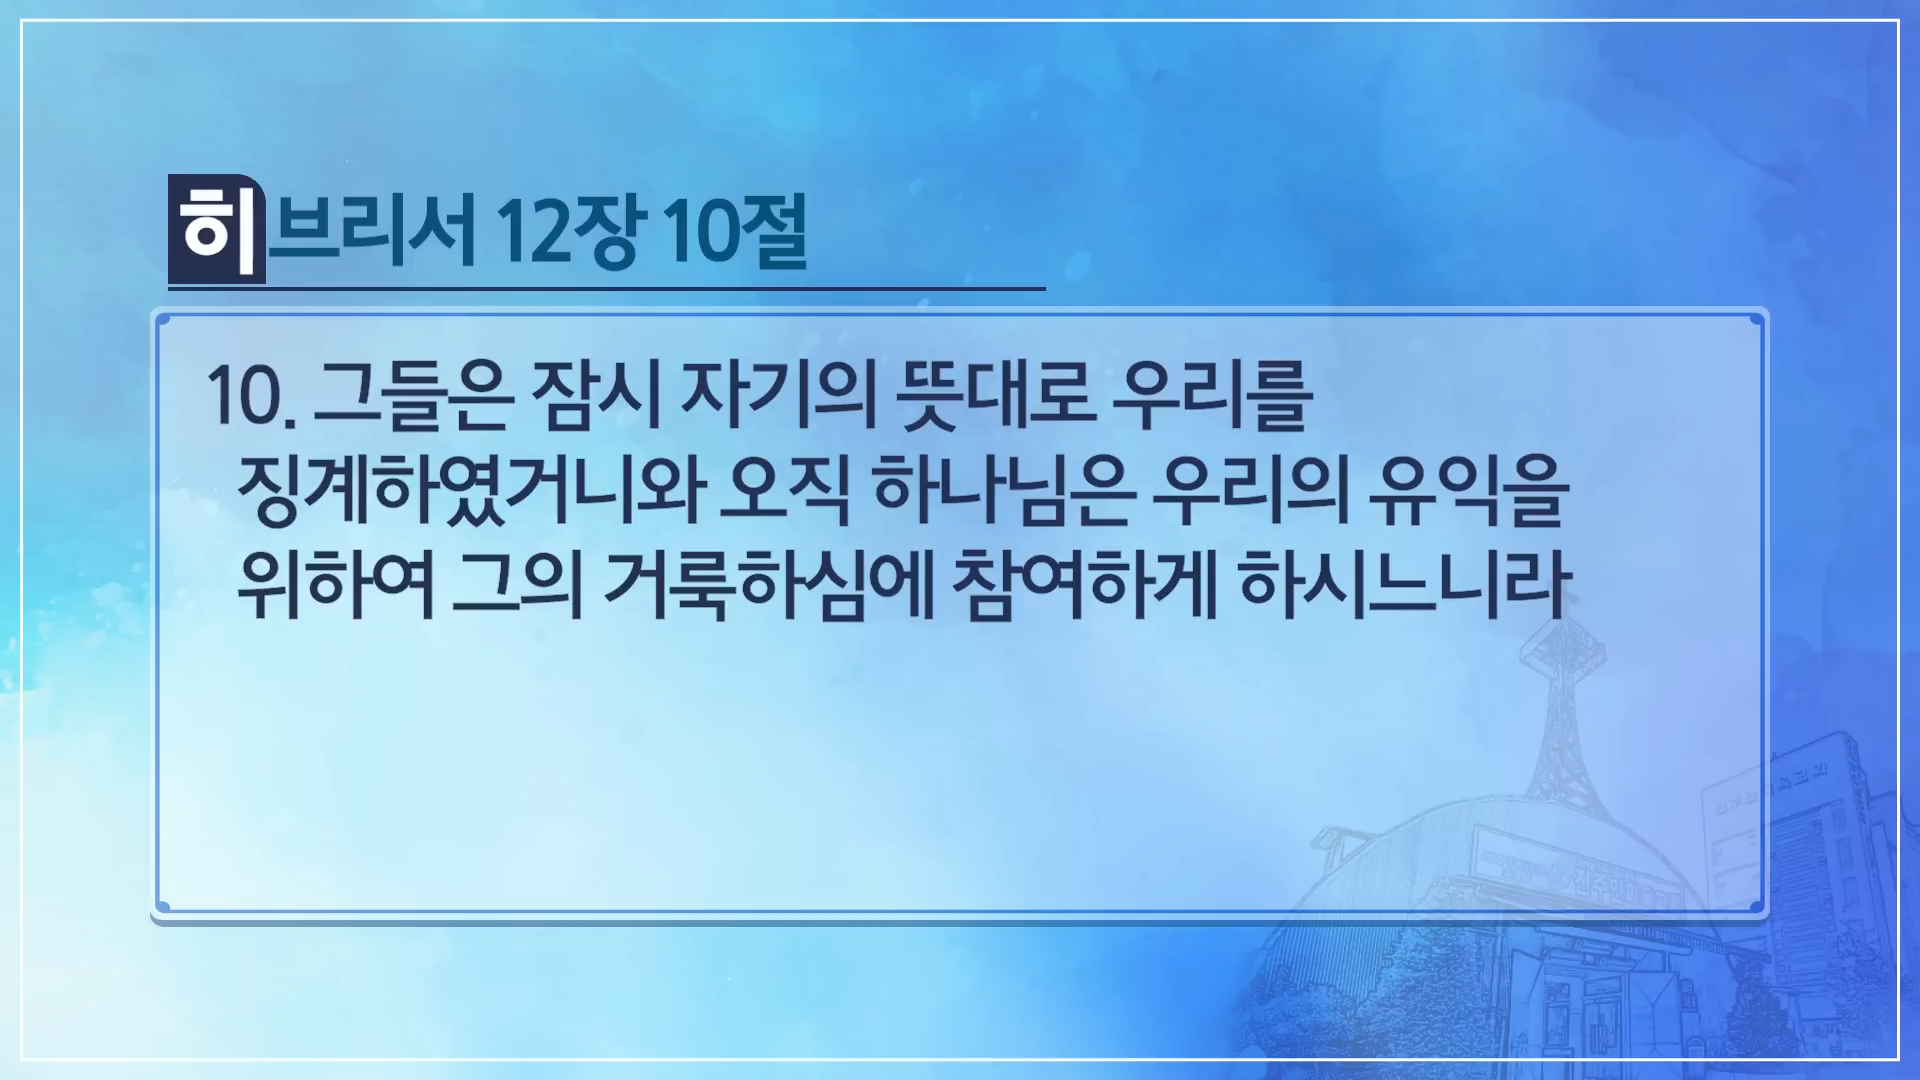 히브리서 12장 10절
10. 그들은 잠시 자기의 뜻대로 우리를
징계하였거니와 오직 하나님은 우리의 유익을
위하여 그의 거룩하심에 참여하게 하시느니라